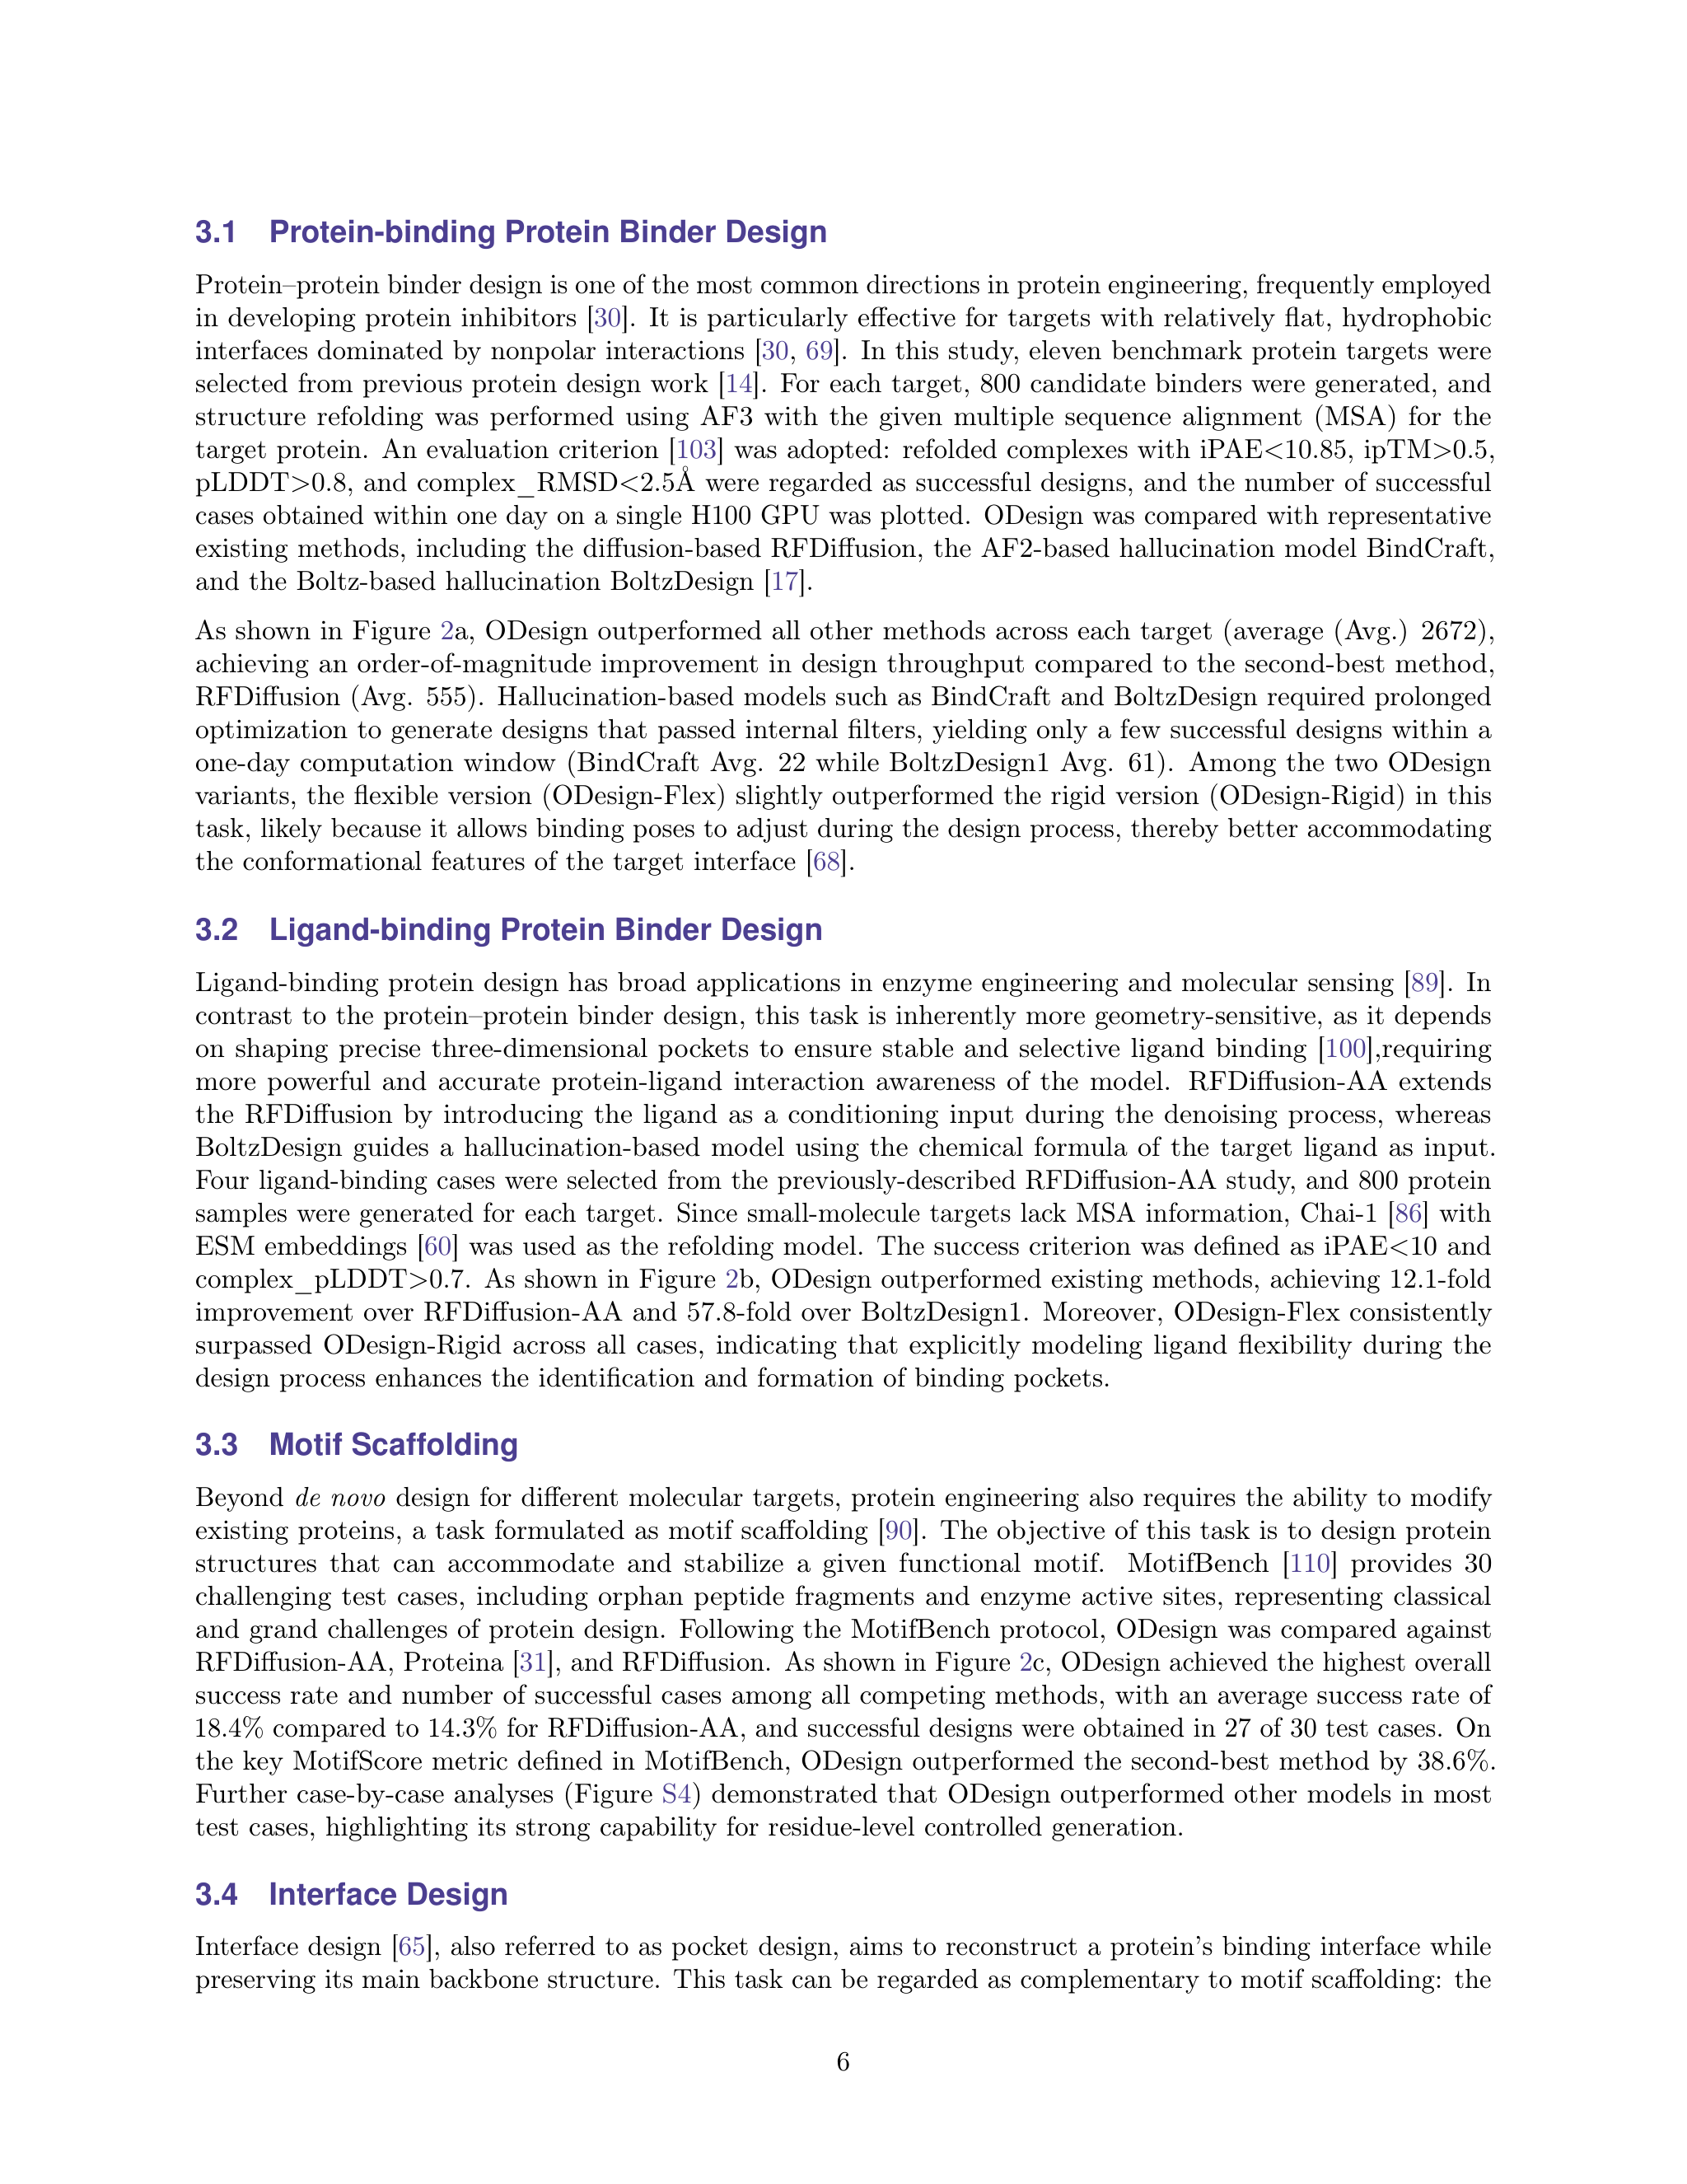 3.1 Protein-binding Protein Binder Design
Protein–protein binder design is one of the most common directions in protein engineering, frequently employed
in developing protein inhibitors [30]. It is particularly effective for targets with relatively flat, hydrophobic
interfaces dominated by nonpolar interactions [30, 69]. In this study, eleven benchmark protein targets were
selected from previous protein design work [14]. For each target, 800 candidate binders were generated, and
structure refolding was performed using AF3 with the given multiple sequence alignment (MSA) for the
target protein. An evaluation criterion [103] was adopted: refolded complexes with iPAE<10.85, ipTM>0.5,
pLDDT>0.8, and complex_RMSD<2.5Å were regarded as successful designs, and the number of successful
cases obtained within one day on a single H100 GPU was plotted. ODesign was compared with representative
existing methods, including the diffusion-based RFDiffusion, the AF2-based hallucination model BindCraft,
and the Boltz-based hallucination BoltzDesign [17].
As shown in Figure 2a, ODesign outperformed all other methods across each target (average (Avg.) 2672),
achieving an order-of-magnitude improvement in design throughput compared to the second-best method,
RFDiffusion (Avg. 555). Hallucination-based models such as BindCraft and BoltzDesign required prolonged
optimization to generate designs that passed internal filters, yielding only a few successful designs within a
one-day computation window (BindCraft Avg. 22 while BoltzDesign1 Avg. 61). Among the two ODesign
variants, the flexible version (ODesign-Flex) slightly outperformed the rigid version (ODesign-Rigid) in this
task, likely because it allows binding poses to adjust during the design process, thereby better accommodating
the conformational features of the target interface [68].
3.2 Ligand-binding Protein Binder Design
Ligand-binding protein design has broad applications in enzyme engineering and molecular sensing [89]. In
contrast to the protein–protein binder design, this task is inherently more geometry-sensitive, as it depends
on shaping precise three-dimensional pockets to ensure stable and selective ligand binding [100],requiring
more powerful and accurate protein-ligand interaction awareness of the model. RFDiffusion-AA extends
the RFDiffusion by introducing the ligand as a conditioning input during the denoising process, whereas
BoltzDesign guides a hallucination-based model using the chemical formula of the target ligand as input.
Four ligand-binding cases were selected from the previously-described RFDiffusion-AA study, and 800 protein
samples were generated for each target. Since small-molecule targets lack MSA information, Chai-1 [86] with
ESM embeddings [60] was used as the refolding model. The success criterion was defined as iPAE<10 and
complex_pLDDT>0.7. As shown in Figure 2b, ODesign outperformed existing methods, achieving 12.1-fold
improvement over RFDiffusion-AA and 57.8-fold over BoltzDesign1. Moreover, ODesign-Flex consistently
surpassed ODesign-Rigid across all cases, indicating that explicitly modeling ligand flexibility during the
design process enhances the identification and formation of binding pockets.
3.3 Motif Scaffolding
Beyond de novo design for different molecular targets, protein engineering also requires the ability to modify
existing proteins, a task formulated as motif scaffolding [90]. The objective of this task is to design protein
structures that can accommodate and stabilize a given functional motif. MotifBench [110] provides 30
challenging test cases, including orphan peptide fragments and enzyme active sites, representing classical
and grand challenges of protein design. Following the MotifBench protocol, ODesign was compared against
RFDiffusion-AA, Proteina [31], and RFDiffusion. As shown in Figure 2c, ODesign achieved the highest overall
success rate and number of successful cases among all competing methods, with an average success rate of
18.4% compared to 14.3% for RFDiffusion-AA, and successful designs were obtained in 27 of 30 test cases. On
the key MotifScore metric defined in MotifBench, ODesign outperformed the second-best method by 38.6%.
Further case-by-case analyses (Figure S4) demonstrated that ODesign outperformed other models in most
test cases, highlighting its strong capability for residue-level controlled generation.
3.4 Interface Design
Interface design [65], also referred to as pocket design, aims to reconstruct a protein's binding interface while
preserving its main backbone structure. This task can be regarded as complementary to motif scaffolding: the
6